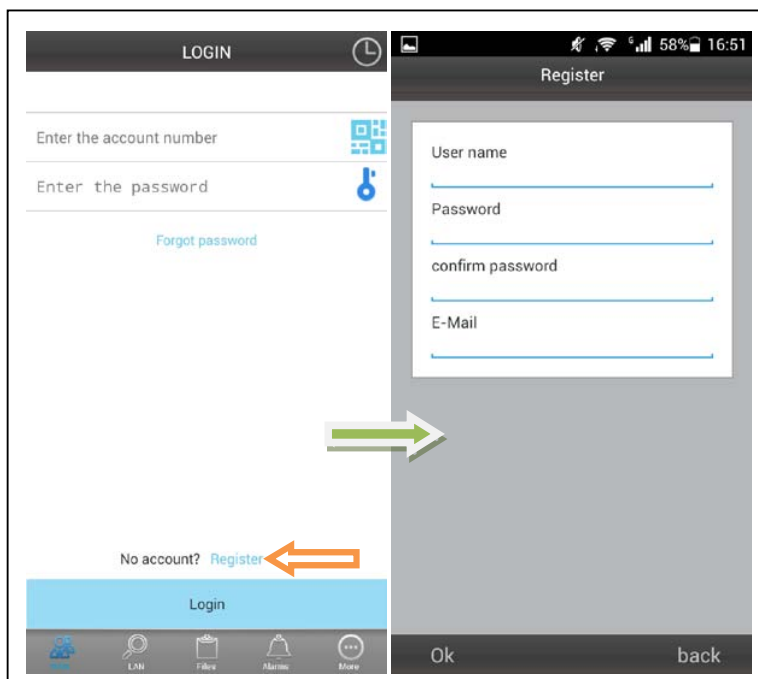 LOGIN
Enter the account number
Enter the password
Forgot password
No account? Register
Login
LAN
Files
Alarms
More
G 58% 16:51
Register
User name
Password
confirm password
E-Mail
Ok
back